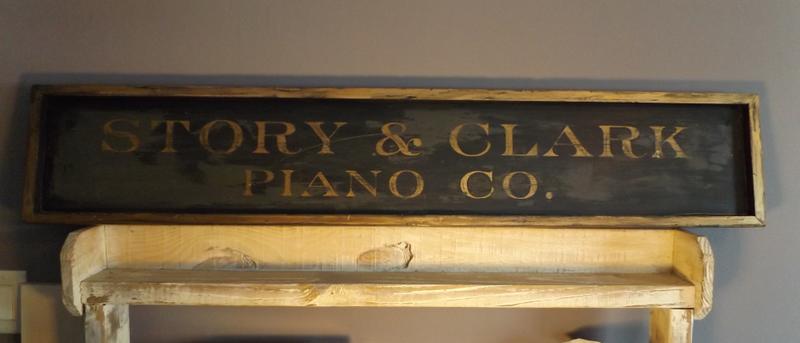 STORY & CLARK
PIANO CO.